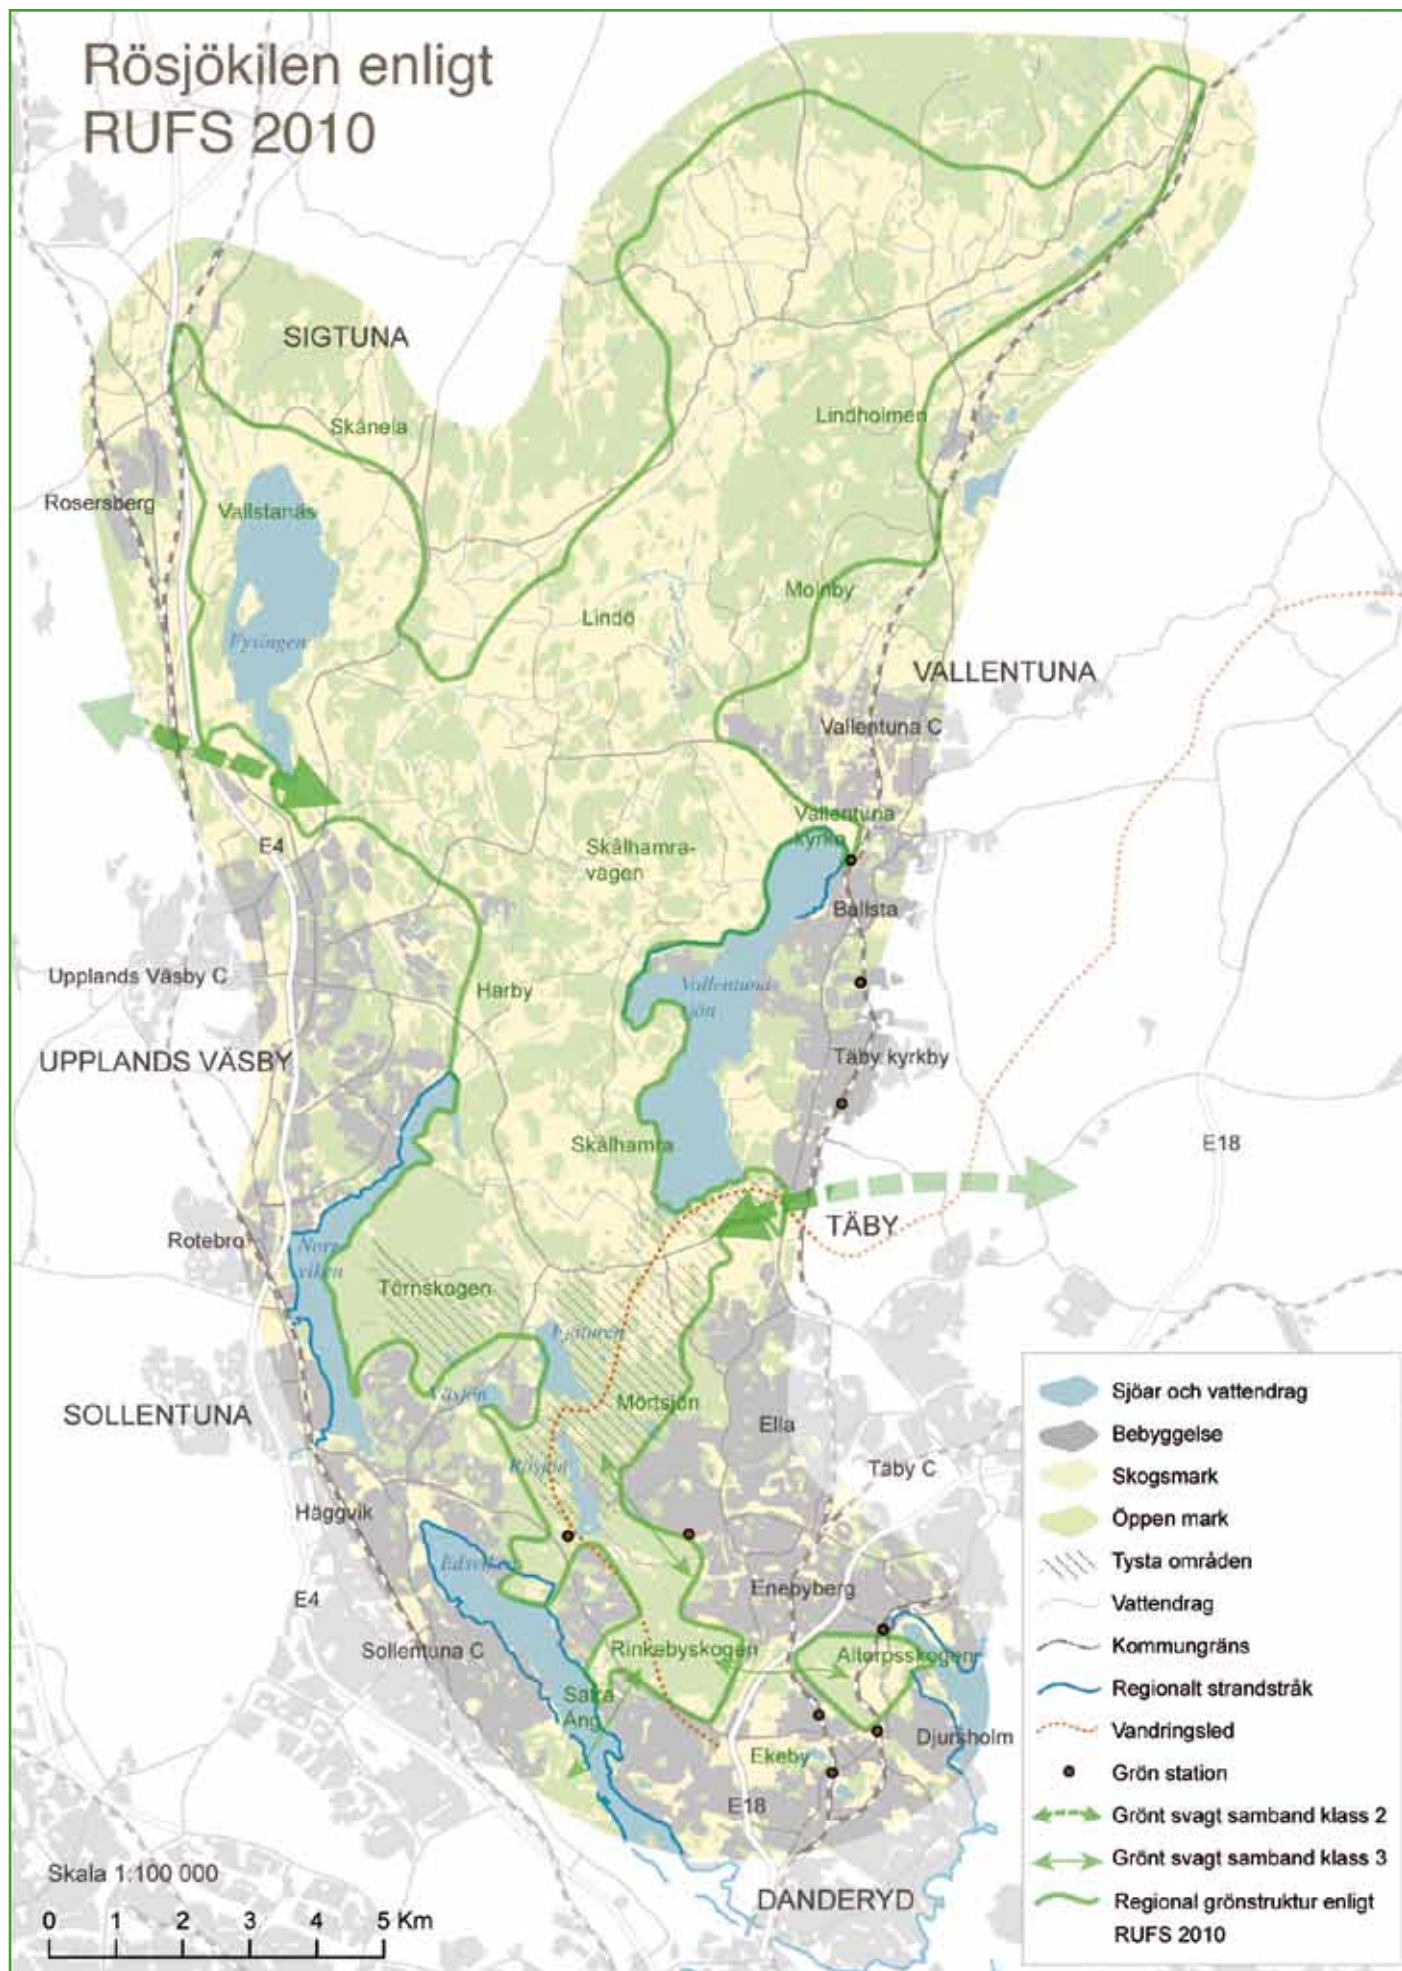 Rösjökilen enligt
RUFS 2010
SIGTUNA
Skånela
Lindholmen
Rosersberg
Vallstanäs
Molnby
Lindö
Fysingen
VALLENTUNA
Vallentuna C
Vallentuna
kyrka
E4
Skålhamra-
vägen
Bällsta
Upplands Väsby C
Harby
Vallentuna-
sjön
UPPLANDS VÄSBY
Täby kyrkby
Skålhamra
E18
TÄBY
Rotebro
Norr-
viken
Törnskogen
Fjäturen
Väsjön
Mörtsjön
SOLLENTUNA
Ella
Rösjön
Täby C
Häggvik
Edsviken
E4
Enebyberg
Sollentuna C
Rinkebyskogen
Altorpsskogen
Sätra
Äng
Djursholm
Ekeby
E18
DANDERYD
Skala 1:100 000
0 1 2 3 4 5 Km
Sjöar och vattendrag
Bebyggelse
Skogsmark
Öppen mark
Tysta områden
Vattendrag
Kommungräns
Regionalt strandstråk
Vandringsled
Grön station
Grönt svagt samband klass 2
Grönt svagt samband klass 3
Regional grönstruktur enligt
RUFS 2010